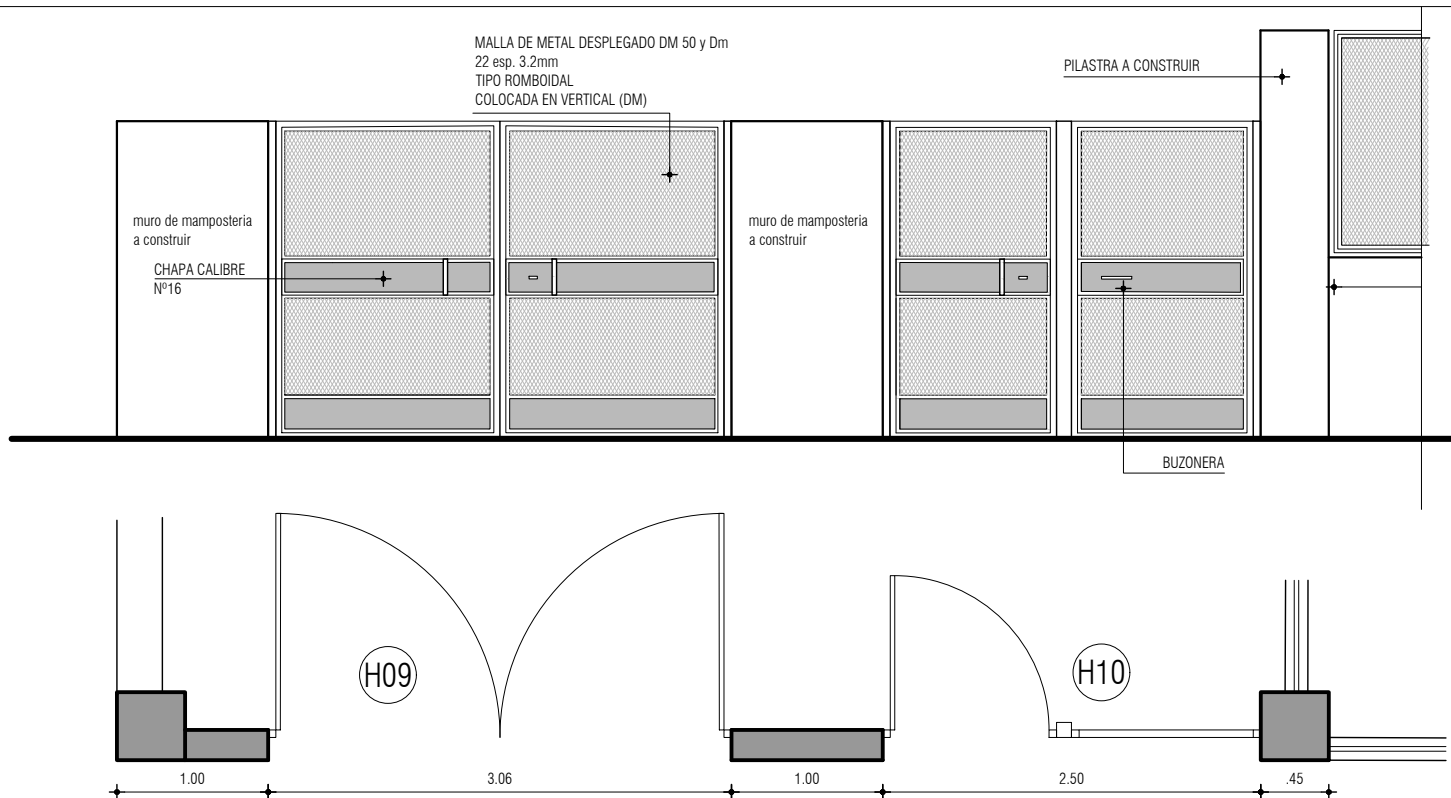 MALLA DE METAL DESPLEGADO DM 50 y Dm
22 esp. 3.2mm
TIPO ROMBOIDAL
COLOCADA EN VERTICAL (DM)
PILASTRA A CONSTRUIR
muro de mamposteria
a construir
CHAPA CALIBRE
Nº16
muro de mamposteria
a construir
BUZONERA
H09
H10
1.00
3.06
1.00
2.50
.45